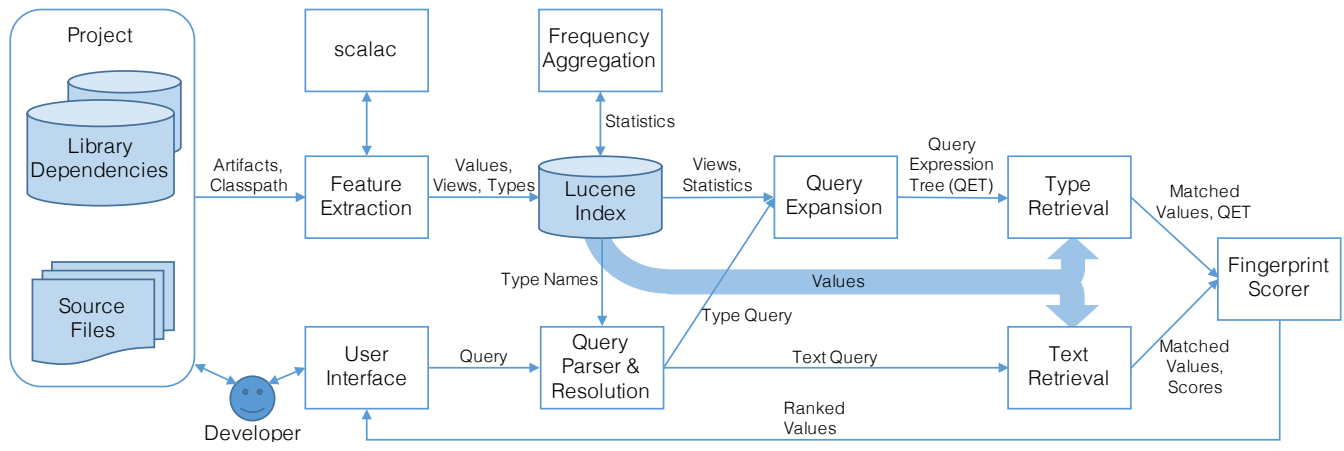 Project
Library
Dependencies
Source
Files
Developer
Artifacts,
Classpath
scalac
Feature
Extraction
User
Interface
Values,
Views, Types
Query
Frequency
Aggregation
Statistics
Lucene
Index
Type Names
Query
Parser &
Resolution
Views,
Statistics
Type Query
Text Query
Values
Query
Expansion
Query
Expression
Tree (QET)
Type
Retrieval
Text
Retrieval
Matched
Values, QET
Matched
Values,
Scores
Fingerprint
Scorer
Ranked
Values